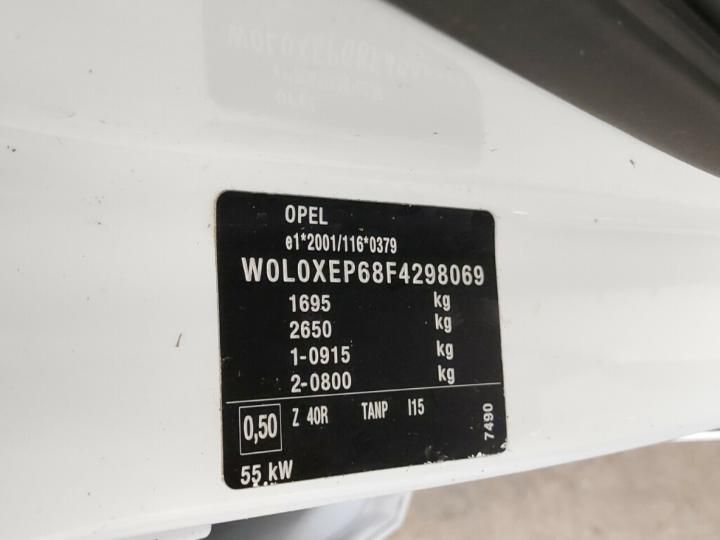 OPEL
e1*2001/116*0379
W0L0XEP68F4298069
1695 kg
2650 kg
1-0915 kg
2-0800 kg
0,50 Z 40R TANP I15
7490
55 kW